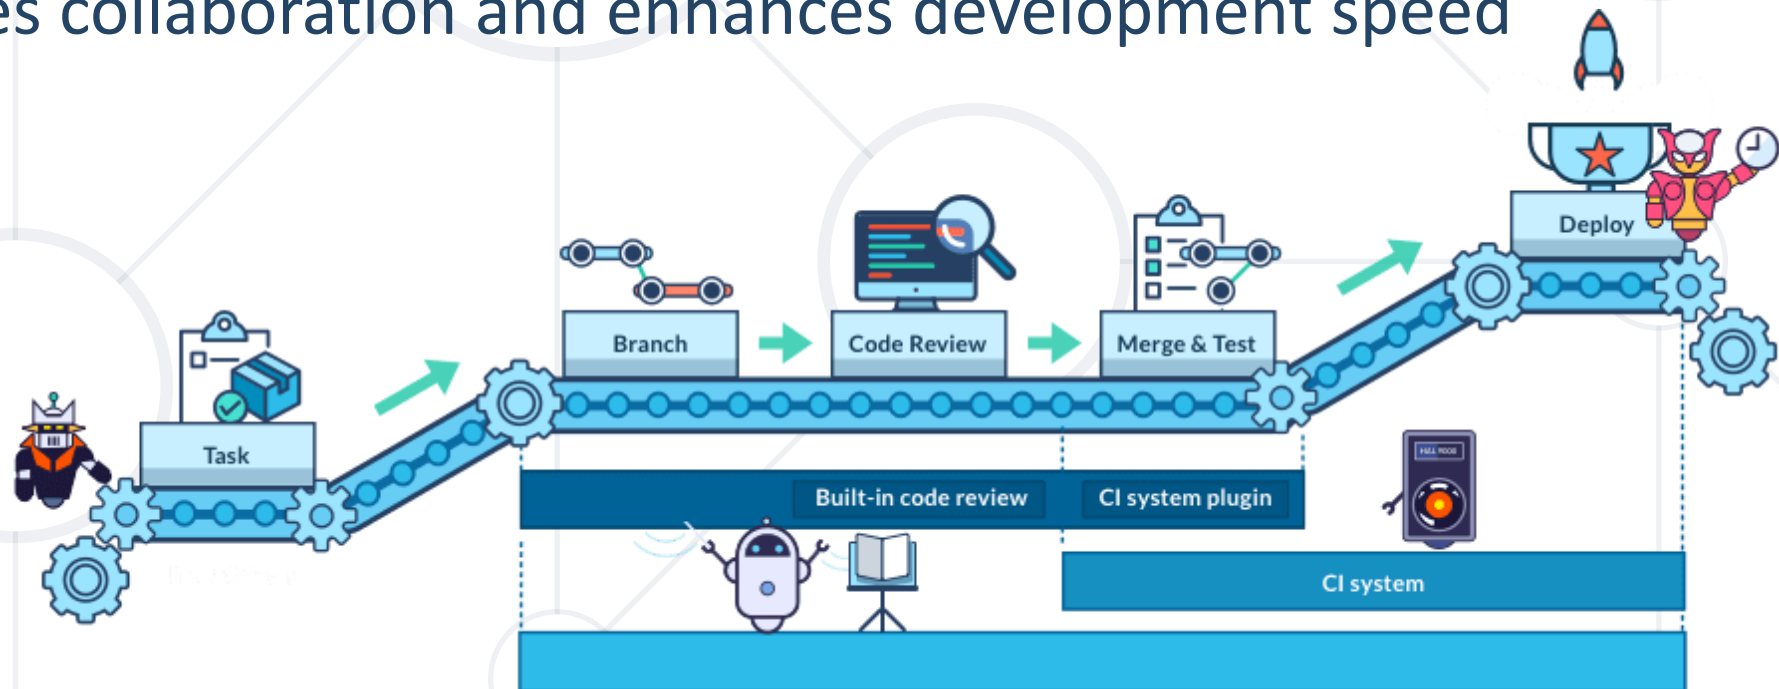 es collaboration and enhances development speed
Deploy
Branch
Code Review
Merge & Test
Task
Built-in code review
CI system plugin
CI system